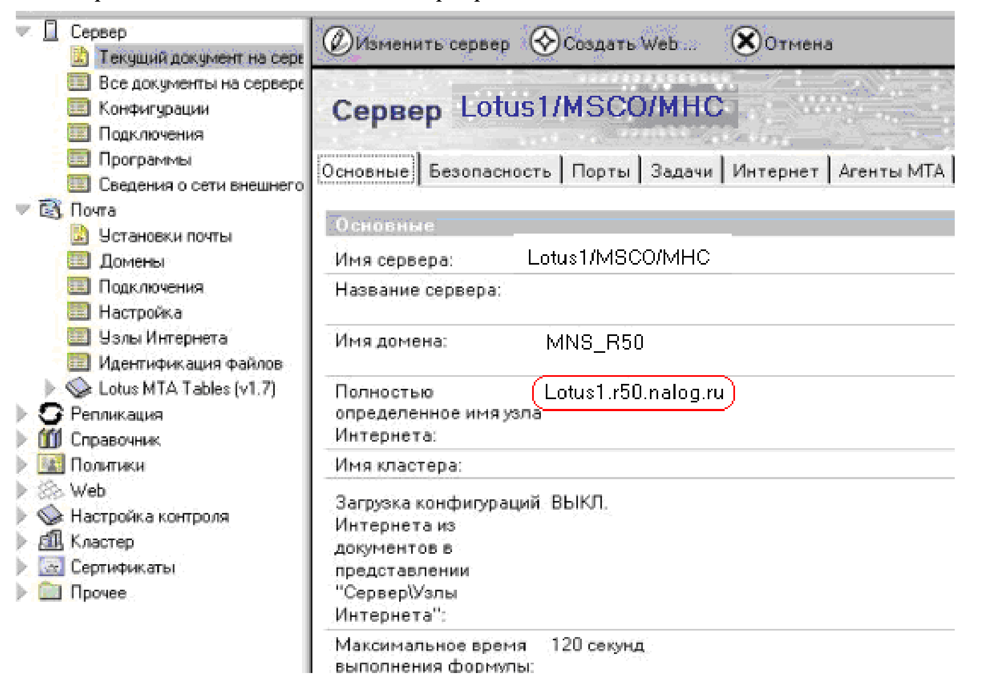 Сервер
Текущий документ на серв
Все документы на сервере
Конфигурации
Подключения
Программы
Сведения о сети внешнего
Почта
Установки почты
Домены
Подключения
Настройка
Узлы Интернета
Идентификация файлов
Lotus MTA Tables (v1.7)
Репликация
Справочник
Политики
Web
Настройка контроля
Кластер
Сертификаты
Прочее
Изменить сервер Создать Web ... Отмена
Сервер Lotus1/MSCO/МНС
Основные Безопасность Порты Задачи Интернет Агенты МТА
Основные
Имя сервера: Lotus1/MSCO/МНС
Название сервера:
Имя домена: MNS_R50
Полностью Lotus1.r50.nalog.ru
определенное имя узла
Интернета:
Имя кластера:
Загрузка конфигураций ВЫКЛ.
Интернета из
документов в
представлении
"Сервер\Узлы
Интернета":
Максимальное время 120 секунд
выполнения формулы: